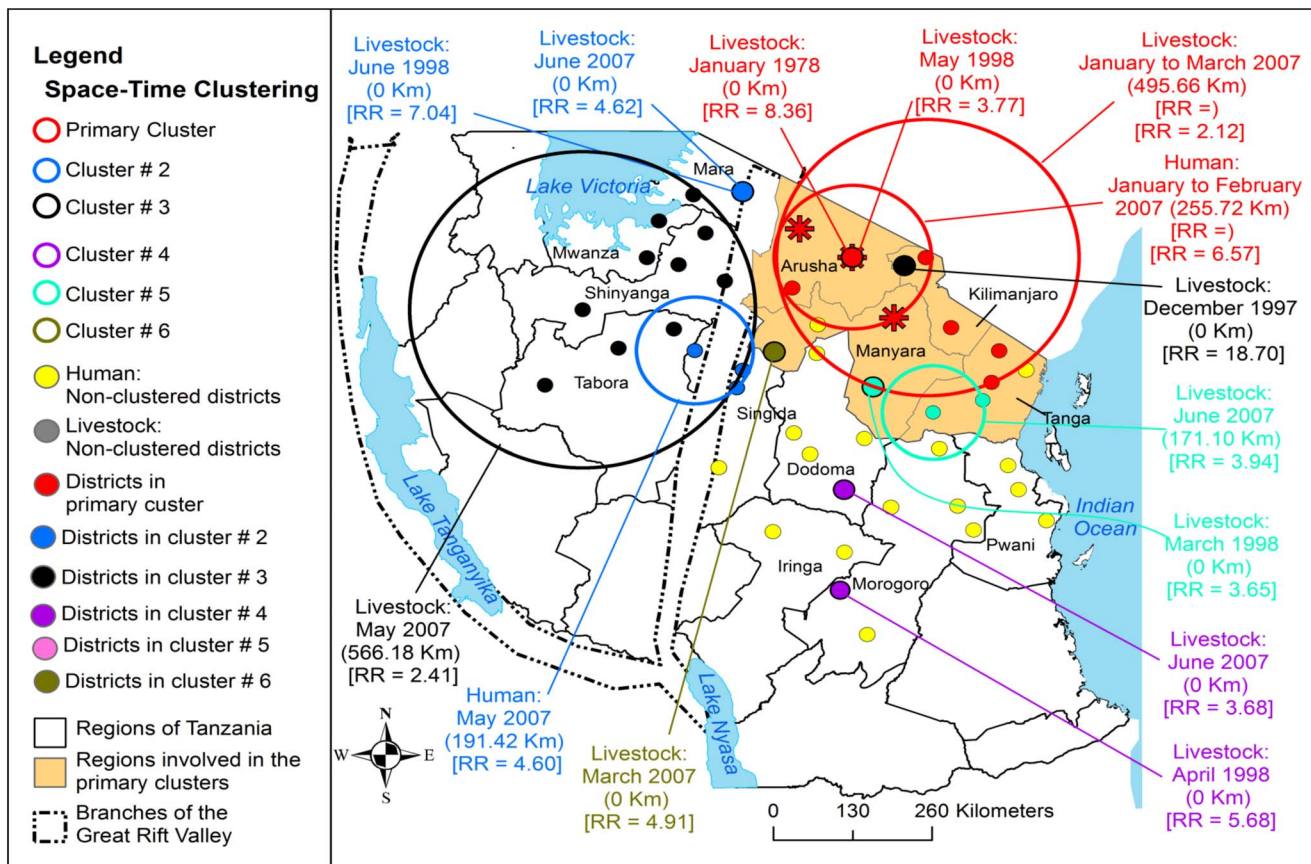 Legend
Space-Time Clustering
Primary Cluster
Cluster # 2
Cluster # 3
Cluster # 4
Cluster # 5
Cluster # 6
Human:
Non-clustered districts
Livestock:
Non-clustered districts
Districts in
primary custer
Districts in cluster # 2
Districts in cluster # 3
Districts in cluster # 4
Districts in cluster # 5
Districts in cluster # 6
Regions of Tanzania
Regions involved in the
primary clusters
Branches of the
Great Rift Valley
Livestock:
June 1998
(0 Km)
[RR = 7.04]
Livestock:
June 2007
(0 Km)
[RR = 4.62]
Livestock:
January 1978
(0 Km)
[RR = 8.36]
Livestock:
May 1998
(0 Km)
[RR = 3.77]
Livestock:
January to March 2007
(495.66 Km)
[RR =)
[RR = 2.12]
Human:
January to February
2007 (255.72 Km)
[RR =)
[RR = 6.57]
Livestock:
December 1997
(0 Km)
[RR = 18.70]
Livestock:
June 2007
(171.10 Km)
[RR = 3.94]
Livestock:
March 1998
(0 Km)
[RR = 3.65]
Livestock:
June 2007
(0 Km)
[RR = 3.68]
Livestock:
April 1998
(0 Km)
[RR = 5.68]
Lake Victoria
Mara
Mwanza
Shinyanga
Tabora
Arusha
Kilimanjaro
Manyara
Singida
Tanga
Dodoma
Indian
Ocean
Pwani
Iringa
Morogoro
Lake Tanganyika
Lake Nyasa
Livestock:
May 2007
(566.18 Km)
[RR = 2.41]
Human:
May 2007
(191.42 Km)
[RR = 4.60]
Livestock:
March 2007
(0 Km)
[RR = 4.91]
N
W
E
S
0 130 260 Kilometers